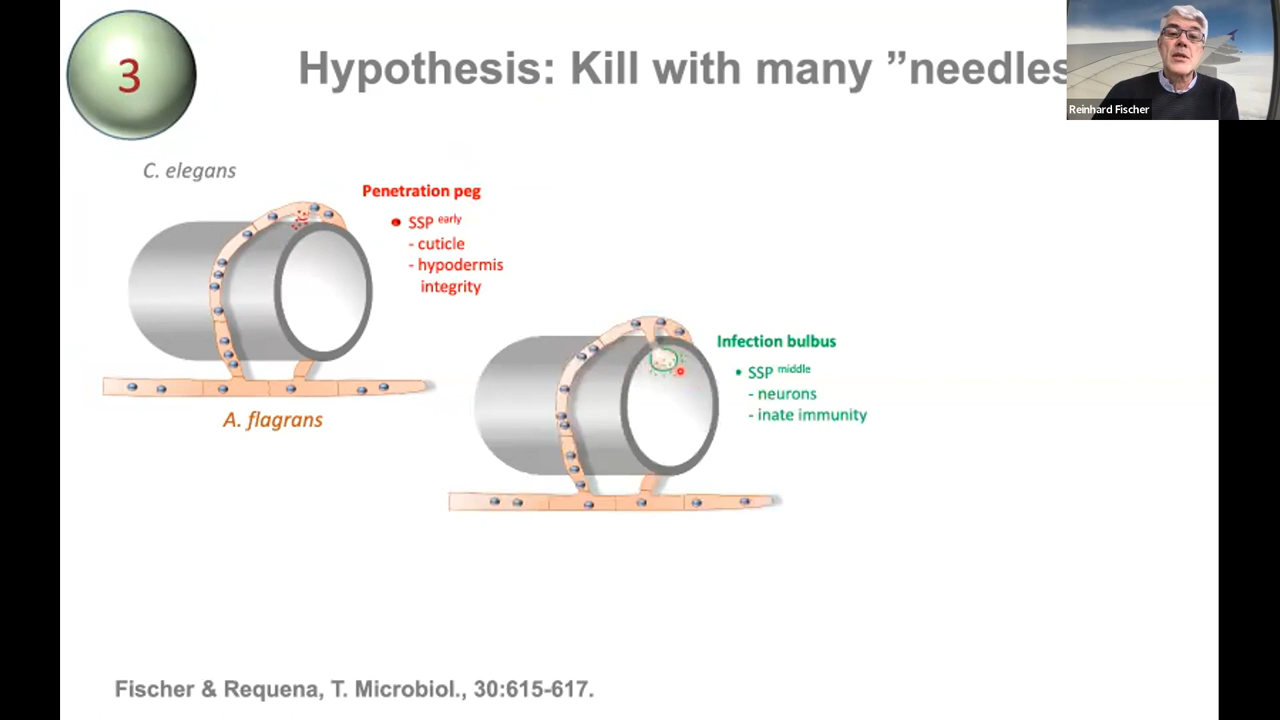 3
Hypothesis: Kill with many ”needles
Reinhard Fischer
C. elegans
Penetration peg
SSP early
- cuticle
- hypodermis
integrity
A. flagrans
Infection bulbus
• SSP middle
- neurons
- inate immunity
Fischer & Requena, T. Microbiol., 30:615-617.